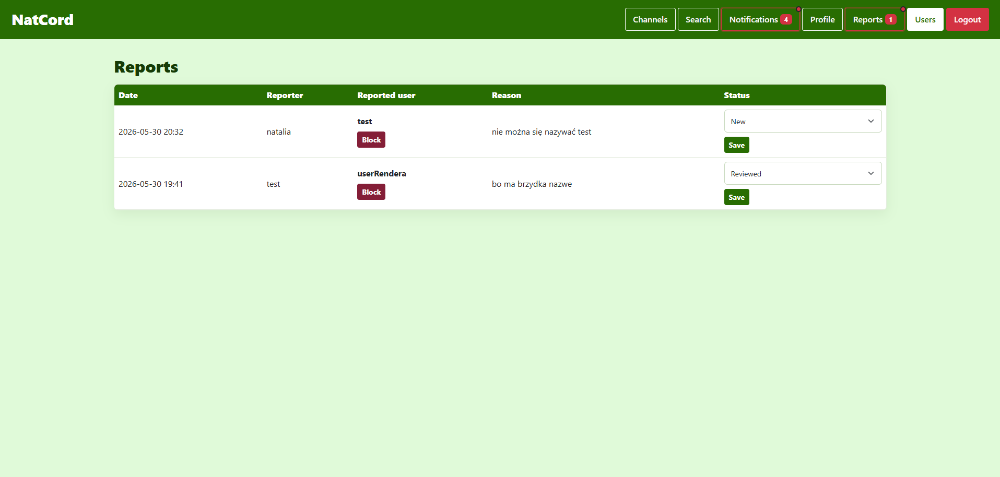 NatCord
Channels Search Notifications 4 Profile Reports 1 Users Logout
Reports
Date Reporter Reported user Reason Status
2026-05-30 20:32 natalia test nie można się nazywać test New
Block Save
2026-05-30 19:41 test userRendera bo ma brzydka nazwe Reviewed
Block Save